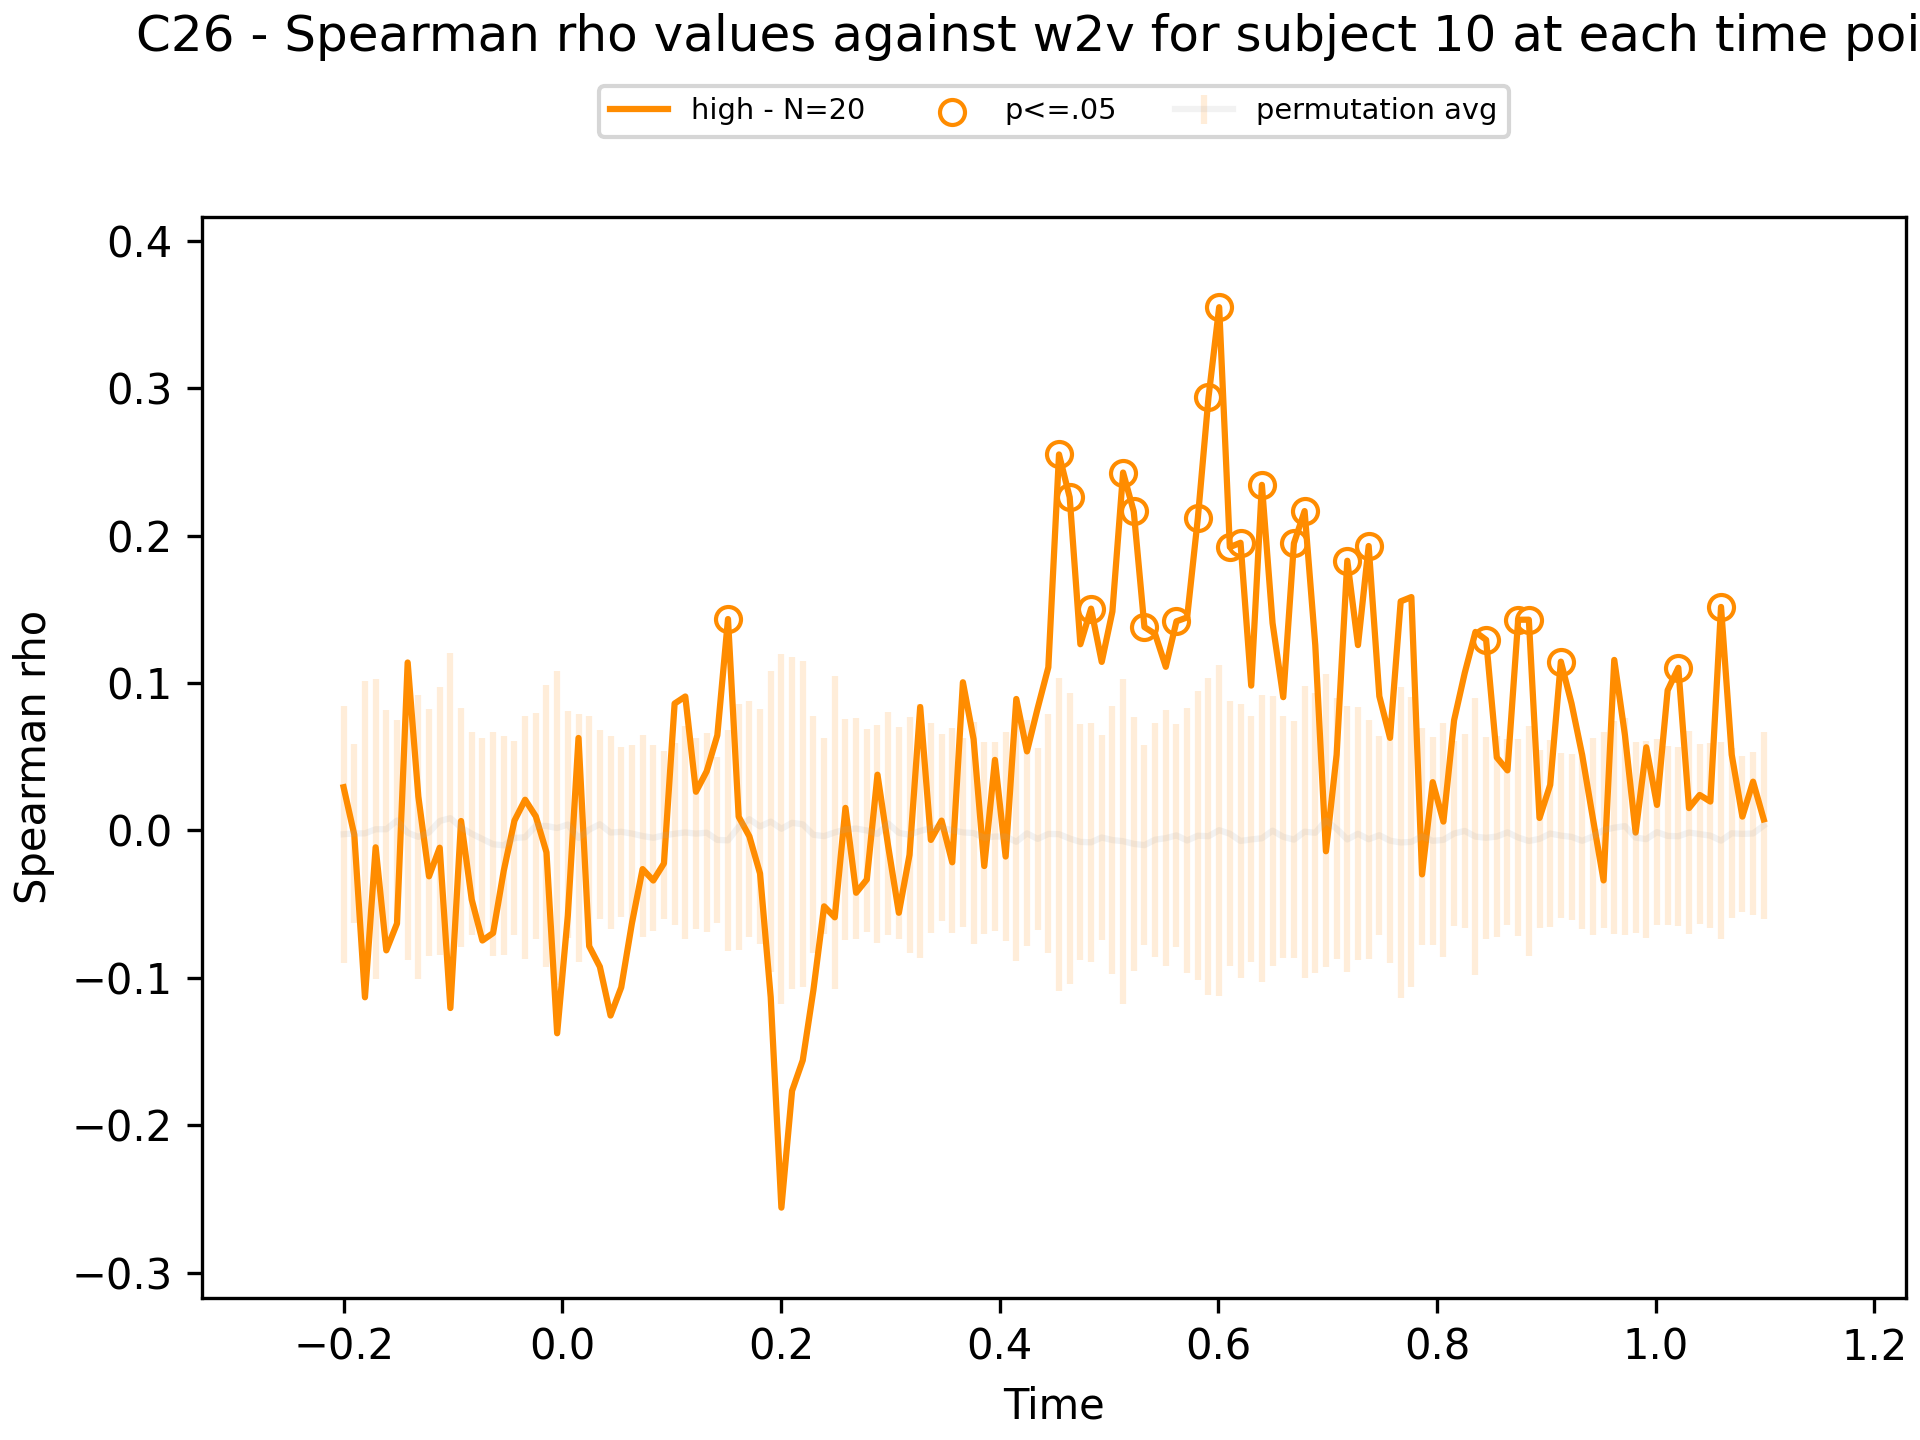 C26 - Spearman rho values against w2v for subject 10 at each time poi
high - N=20 p<=.05 permutation avg
0.4
0.3
0.2
0.1
0.0
−0.1
−0.2
−0.3
Spearman rho
−0.2 0.0 0.2 0.4 0.6 0.8 1.0 1.2
Time